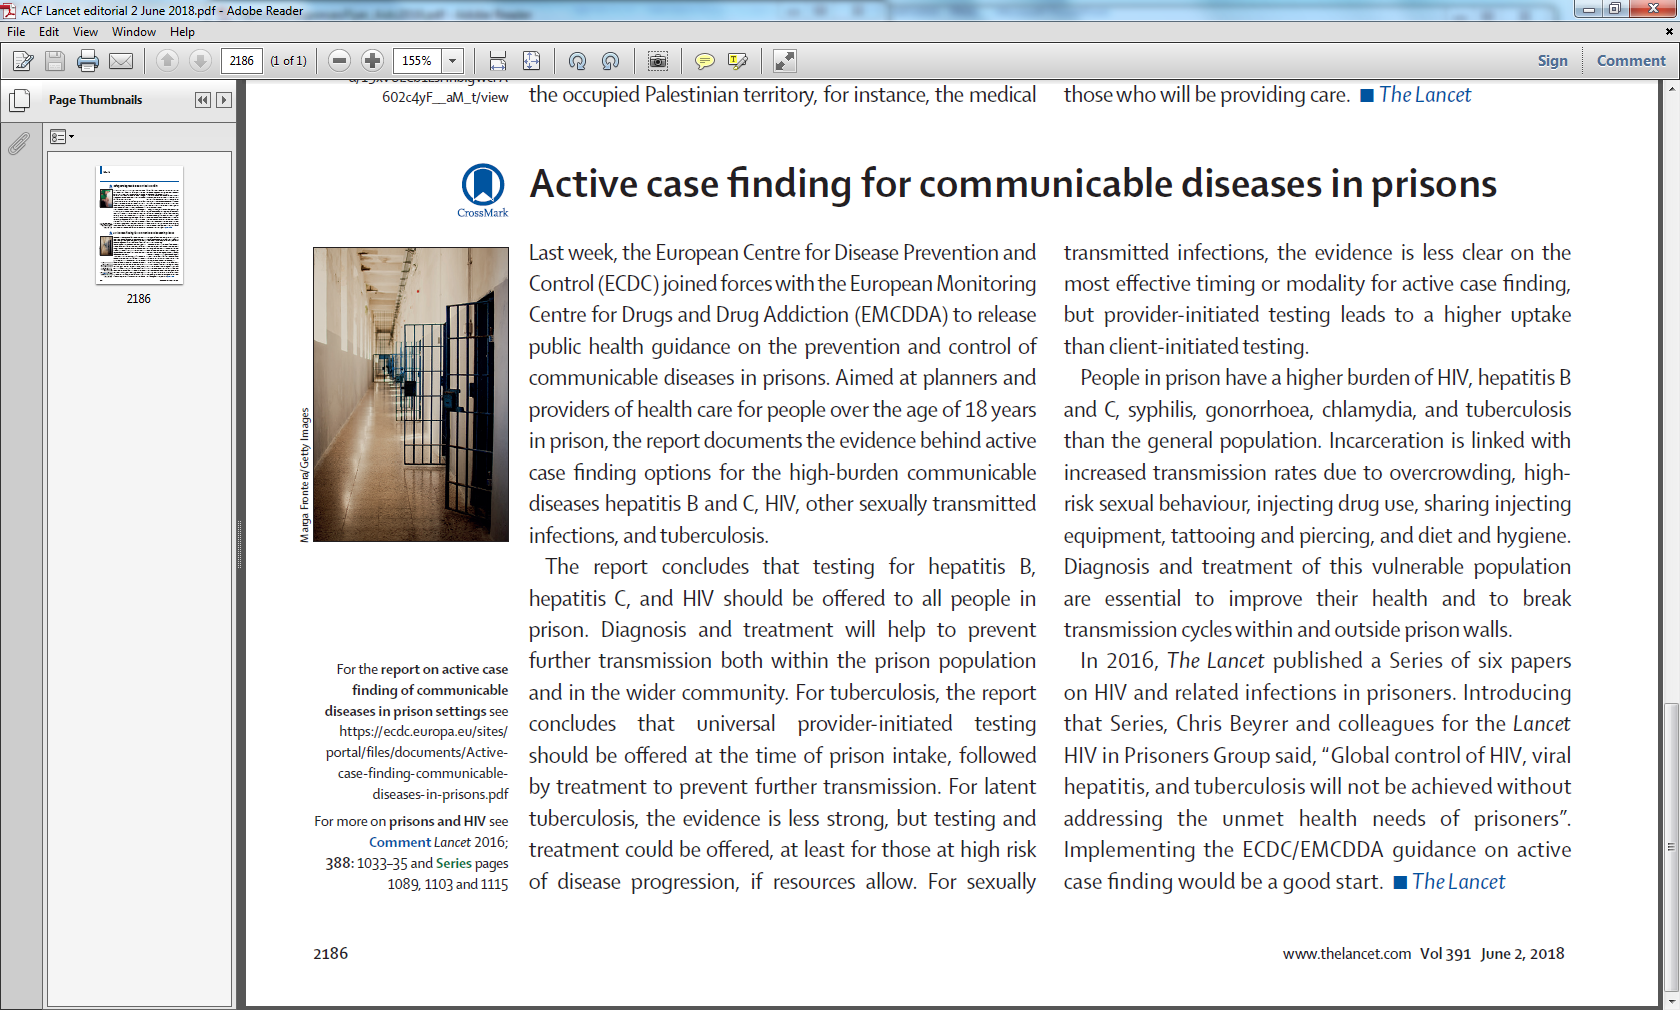 ACF Lancet editorial 2 June 2018.pdf - Adobe Reader
File Edit View Window Help
2186 (1 of 1) 155% Sign Comment
Page Thumbnails
2186
602c4yF__aM_t/view
the occupied Palestinian territory, for instance, the medical
those who will be providing care. ■ The Lancet
CrossMark
Active case finding for communicable diseases in prisons
Marga Frontera/Getty Images
For the report on active case
finding of communicable
diseases in prison settings see
https://ecdc.europa.eu/sites/
portal/files/documents/Active-
case-finding-communicable-
diseases-in-prisons.pdf
For more on prisons and HIV see
Comment Lancet 2016;
388: 1033–35 and Series pages
1089, 1103 and 1115
Last week, the European Centre for Disease Prevention and
Control (ECDC) joined forces with the European Monitoring
Centre for Drugs and Drug Addiction (EMCDDA) to release
public health guidance on the prevention and control of
communicable diseases in prisons. Aimed at planners and
providers of health care for people over the age of 18 years
in prison, the report documents the evidence behind active
case finding options for the high-burden communicable
diseases hepatitis B and C, HIV, other sexually transmitted
infections, and tuberculosis.
The report concludes that testing for hepatitis B,
hepatitis C, and HIV should be offered to all people in
prison. Diagnosis and treatment will help to prevent
further transmission both within the prison population
and in the wider community. For tuberculosis, the report
concludes that universal provider-initiated testing
should be offered at the time of prison intake, followed
by treatment to prevent further transmission. For latent
tuberculosis, the evidence is less strong, but testing and
treatment could be offered, at least for those at high risk
of disease progression, if resources allow. For sexually
transmitted infections, the evidence is less clear on the
most effective timing or modality for active case finding,
but provider-initiated testing leads to a higher uptake
than client-initiated testing.
People in prison have a higher burden of HIV, hepatitis B
and C, syphilis, gonorrhoea, chlamydia, and tuberculosis
than the general population. Incarceration is linked with
increased transmission rates due to overcrowding, high-
risk sexual behaviour, injecting drug use, sharing injecting
equipment, tattooing and piercing, and diet and hygiene.
Diagnosis and treatment of this vulnerable population
are essential to improve their health and to break
transmission cycles within and outside prison walls.
In 2016, The Lancet published a Series of six papers
on HIV and related infections in prisoners. Introducing
that Series, Chris Beyrer and colleagues for the Lancet
HIV in Prisoners Group said, “Global control of HIV, viral
hepatitis, and tuberculosis will not be achieved without
addressing the unmet health needs of prisoners”.
Implementing the ECDC/EMCDDA guidance on active
case finding would be a good start. ■ The Lancet
2186
www.thelancet.com Vol 391 June 2, 2018